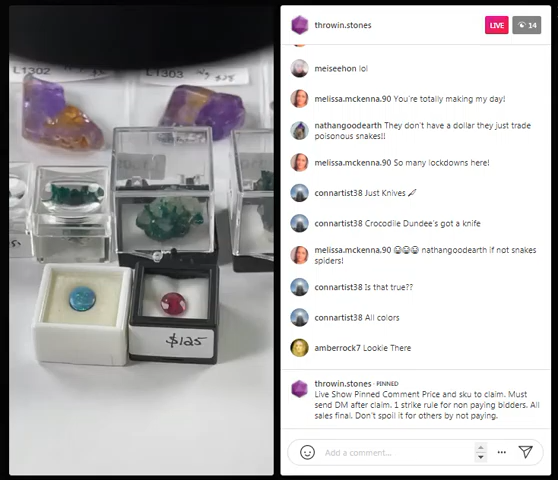 L1302
L1303
$125
throwin.stones
LIVE
14
meiseehon lol
melissa.mckenna.90 You're totally making my day!
nathangoodearth They don't have a dollar they just trade
poisonous snakes!!
melissa.mckenna.90 So many lockdowns here!
connartist38 Just Knives 🗡
connartist38 Crocodile Dundee's got a knife
melissa.mckenna.90 😂😂😂 nathangoodearth if not snakes
spiders!
connartist38 Is that true??
connartist38 All colors
amberrock7 Lookie There
throwin.stones · PINNED
Live Show Pinned Comment Price and sku to claim. Must
send DM after claim. 1 strike rule for non paying bidders. All
sales final. Don't spoil it for others by not paying.
Add a comment...